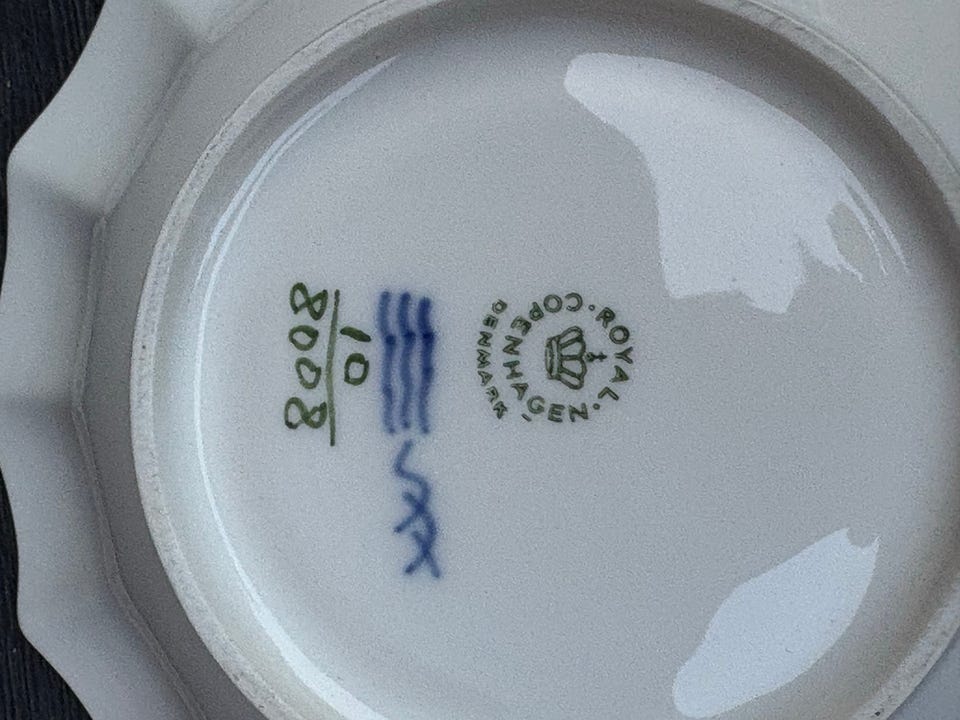 ROYAL.
COPENHAGEN.
DENMARK
10
8008